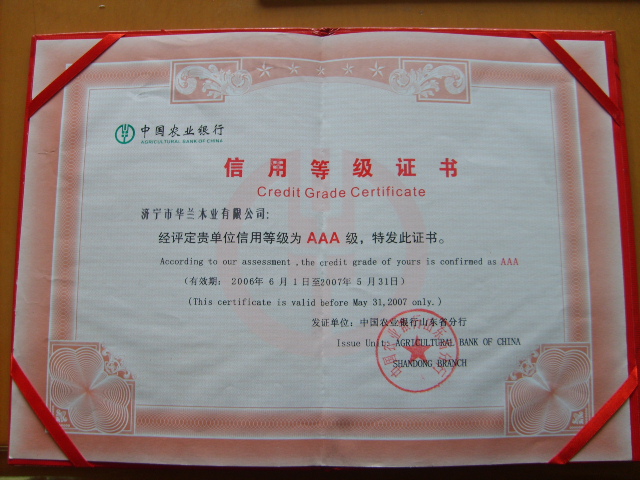 中国农业银行
AGRICULTURAL BANK OF CHINA
信用等级证书
Credit Grade Certificate
济宁市华兰木业有限公司:
经评定贵单位信用等级为 AAA 级，特发此证书。
According to our assessment ,the credit grade of yours is confirmed as AAA
(有效期: 2006年 6月 1日至2007年 5月31日)
(This certificate is valid before May 31,2007 only.)
发证单位: 中国农业银行山东省分行
Issue Unit: AGRICULTURAL BANK OF CHINA
SHANDONG BRANCH